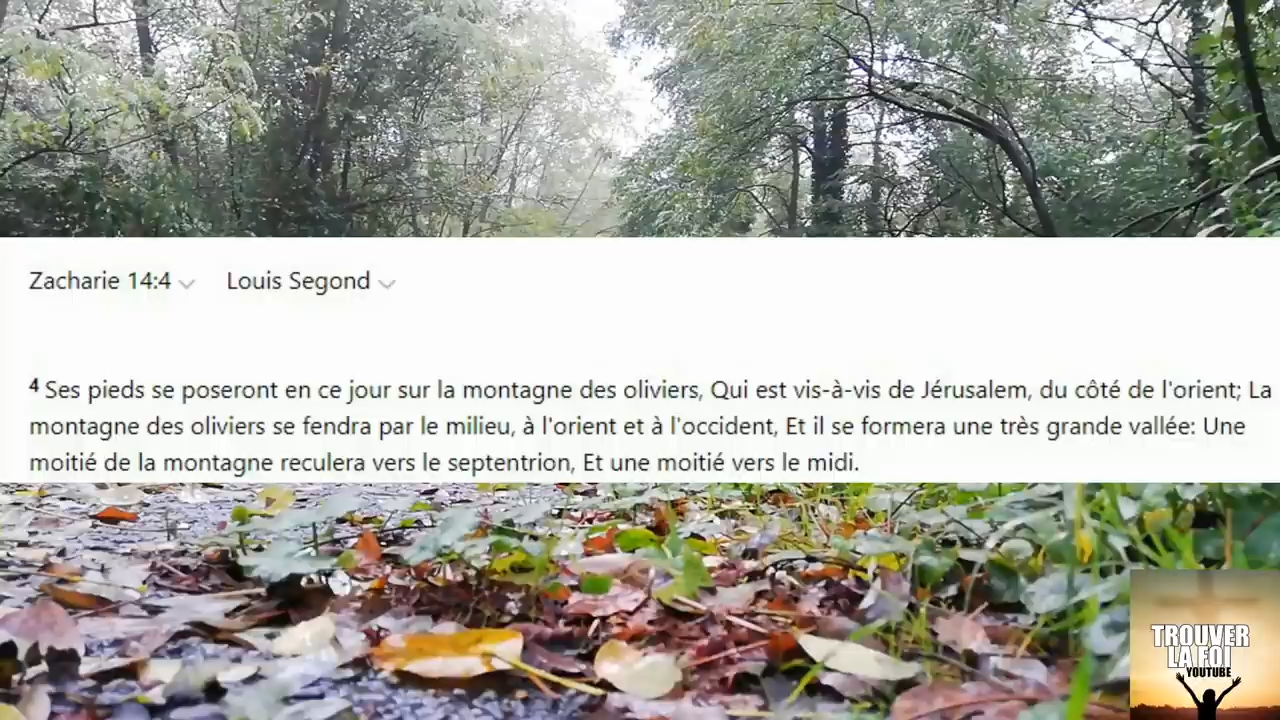 Zacharie 14:4 Louis Segond
4 Ses pieds se poseront en ce jour sur la montagne des oliviers, Qui est vis-à-vis de Jérusalem, du côté de l'orient; La
montagne des oliviers se fendra par le milieu, à l'orient et à l'occident, Et il se formera une très grande vallée: Une
moitié de la montagne reculera vers le septentrion, Et une moitié vers le midi.
TROUVER
LA FOI
YOUTUBE